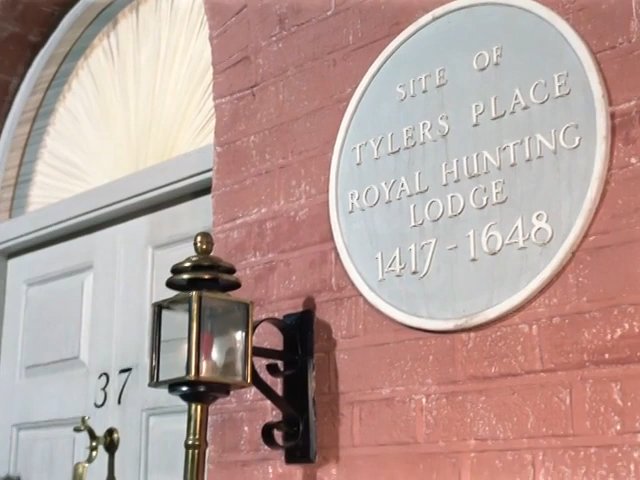 SITE OF
TYLERS PLACE
ROYAL HUNTING
LODGE
1417 - 1648
37